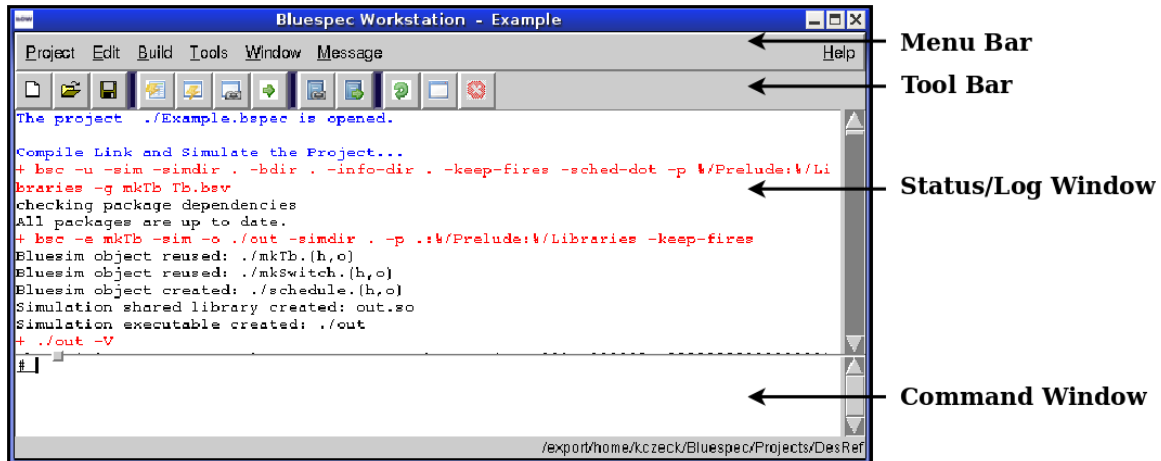 Bluespec Workstation - Example
Project Edit Build Tools Window Message Help
Menu Bar
Tool Bar
The project ./Example.bspec is opened.
Compile Link and Simulate the Project...
+ bsc -u -sim -simdir . -bdir . -info-dir . -keep-fires -sched-dot -p %/Prelude:%/Li
braries -g mkTb Tb.bsv
checking package dependencies
All packages are up to date.
+ bsc -e mkTb -sim -o ./out -simdir . -p .:%/Prelude:%/Libraries -keep-fires
Bluesim object reused: ./mkTb.{h,o}
Bluesim object reused: ./mkSwitch.{h,o}
Bluesim object created: ./schedule.{h,o}
Simulation shared library created: out.so
Simulation executable created: ./out
+ ./out -V
Status/Log Window
#
Command Window
/export/home/kczeck/Bluespec/Projects/DesRef